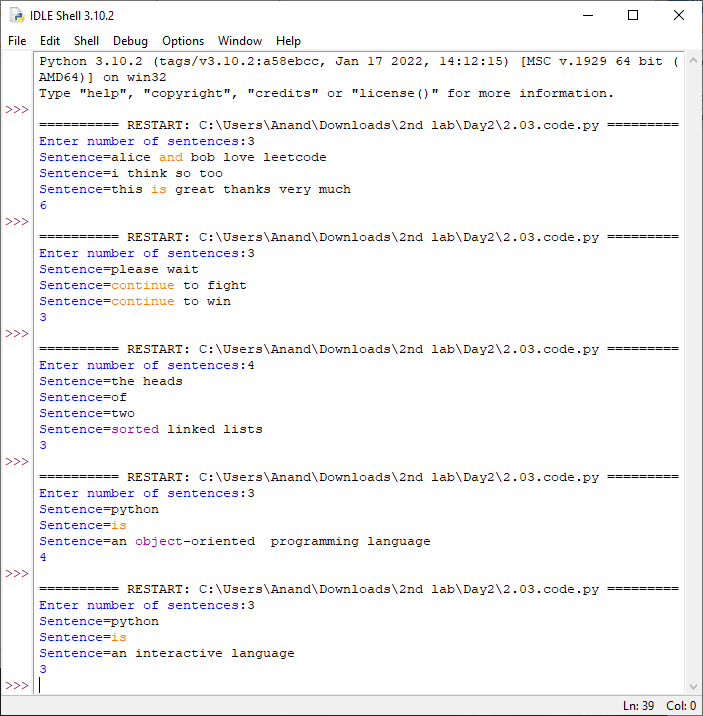 IDLE Shell 3.10.2
File Edit Shell Debug Options Window Help
Python 3.10.2 (tags/v3.10.2:a58ebcc, Jan 17 2022, 14:12:15) [MSC v.1929 64 bit (
AMD64)] on win32
Type "help", "copyright", "credits" or "license()" for more information.
>>>
========== RESTART: C:\Users\Anand\Downloads\2nd lab\Day2\2.03.code.py =========
Enter number of sentences:3
Sentence=alice and bob love leetcode
Sentence=i think so too
Sentence=this is great thanks very much
6
>>>
========== RESTART: C:\Users\Anand\Downloads\2nd lab\Day2\2.03.code.py =========
Enter number of sentences:3
Sentence=please wait
Sentence=continue to fight
Sentence=continue to win
3
>>>
========== RESTART: C:\Users\Anand\Downloads\2nd lab\Day2\2.03.code.py =========
Enter number of sentences:4
Sentence=the heads
Sentence=of
Sentence=two
Sentence=sorted linked lists
3
>>>
========== RESTART: C:\Users\Anand\Downloads\2nd lab\Day2\2.03.code.py =========
Enter number of sentences:3
Sentence=python
Sentence=is
Sentence=an object-oriented  programming language
4
>>>
========== RESTART: C:\Users\Anand\Downloads\2nd lab\Day2\2.03.code.py =========
Enter number of sentences:3
Sentence=python
Sentence=is
Sentence=an interactive language
3
>>>
Ln: 39 Col: 0